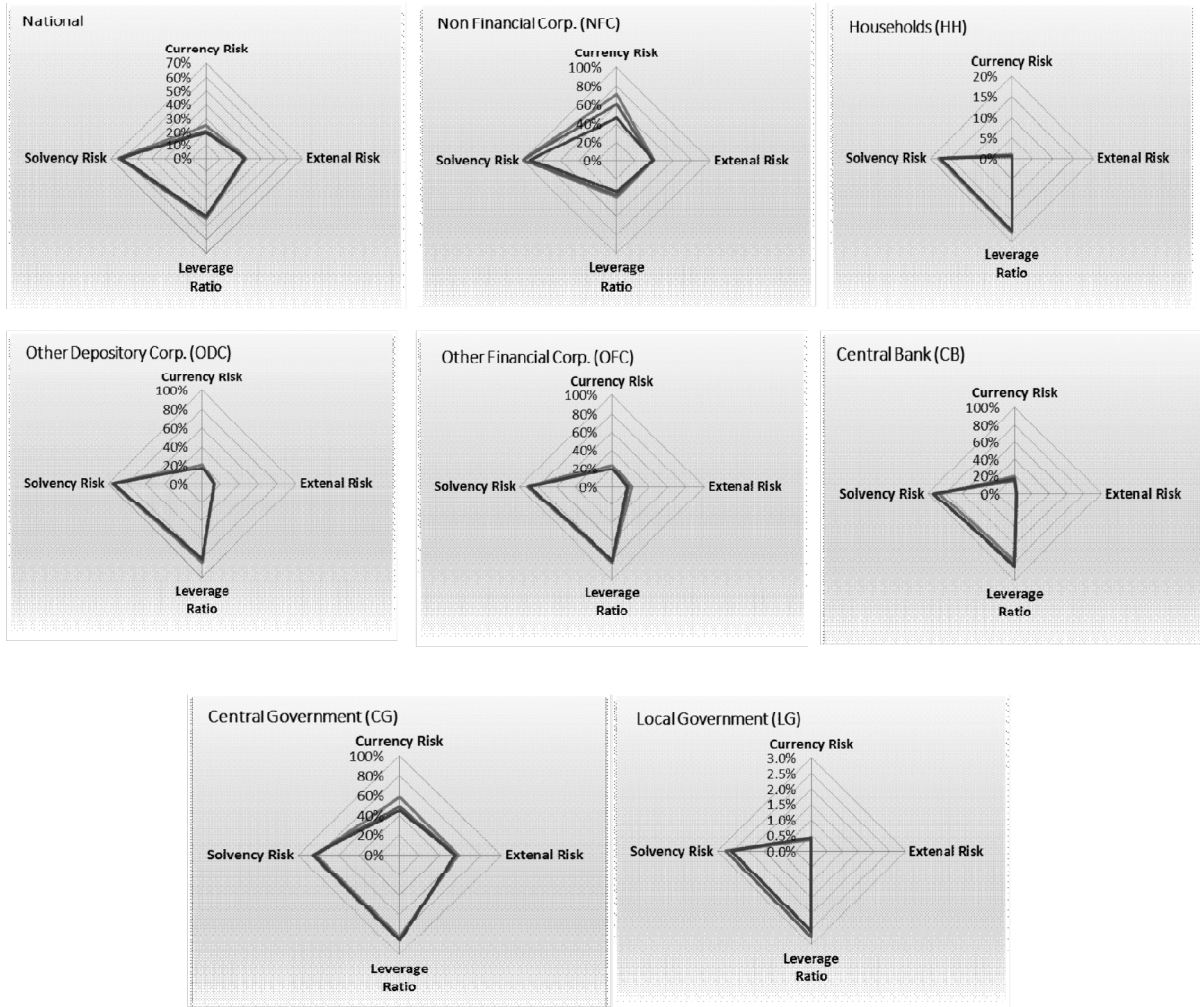 National
Currency Risk
70%
60%
50%
40%
30%
20%
10%
0%
Solvency Risk
Extenal Risk
Leverage
Ratio
Non Financial Corp. (NFC)
Currency Risk
100%
80%
60%
40%
20%
0%
Solvency Risk
Extenal Risk
Leverage
Ratio
Households (HH)
Currency Risk
20%
15%
10%
5%
0%
Solvency Risk
Extenal Risk
Leverage
Ratio
Other Depository Corp. (ODC)
Currency Risk
100%
80%
60%
40%
20%
0%
Solvency Risk
Extenal Risk
Leverage
Ratio
Other Financial Corp. (OFC)
Currency Risk
100%
80%
60%
40%
20%
0%
Solvency Risk
Extenal Risk
Leverage
Ratio
Central Bank (CB)
Currency Risk
100%
80%
60%
40%
20%
0%
Solvency Risk
Extenal Risk
Leverage
Ratio
Central Government (CG)
Currency Risk
100%
80%
60%
40%
20%
0%
Solvency Risk
Extenal Risk
Leverage
Ratio
Local Government (LG)
Currency Risk
3.0%
2.5%
2.0%
1.5%
1.0%
0.5%
0.0%
Solvency Risk
Extenal Risk
Leverage
Ratio